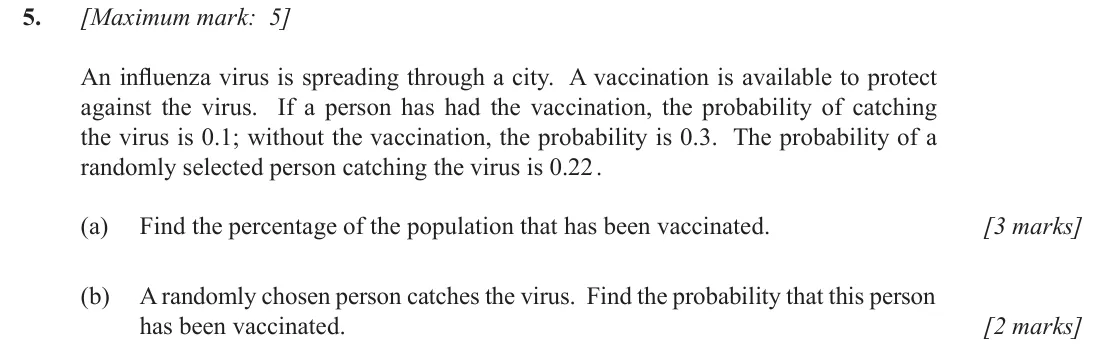 5. [Maximum mark: 5]
An influenza virus is spreading through a city. A vaccination is available to protect
against the virus. If a person has had the vaccination, the probability of catching
the virus is 0.1; without the vaccination, the probability is 0.3. The probability of a
randomly selected person catching the virus is 0.22.
(a) Find the percentage of the population that has been vaccinated. [3 marks]
(b) A randomly chosen person catches the virus. Find the probability that this person
has been vaccinated. [2 marks]